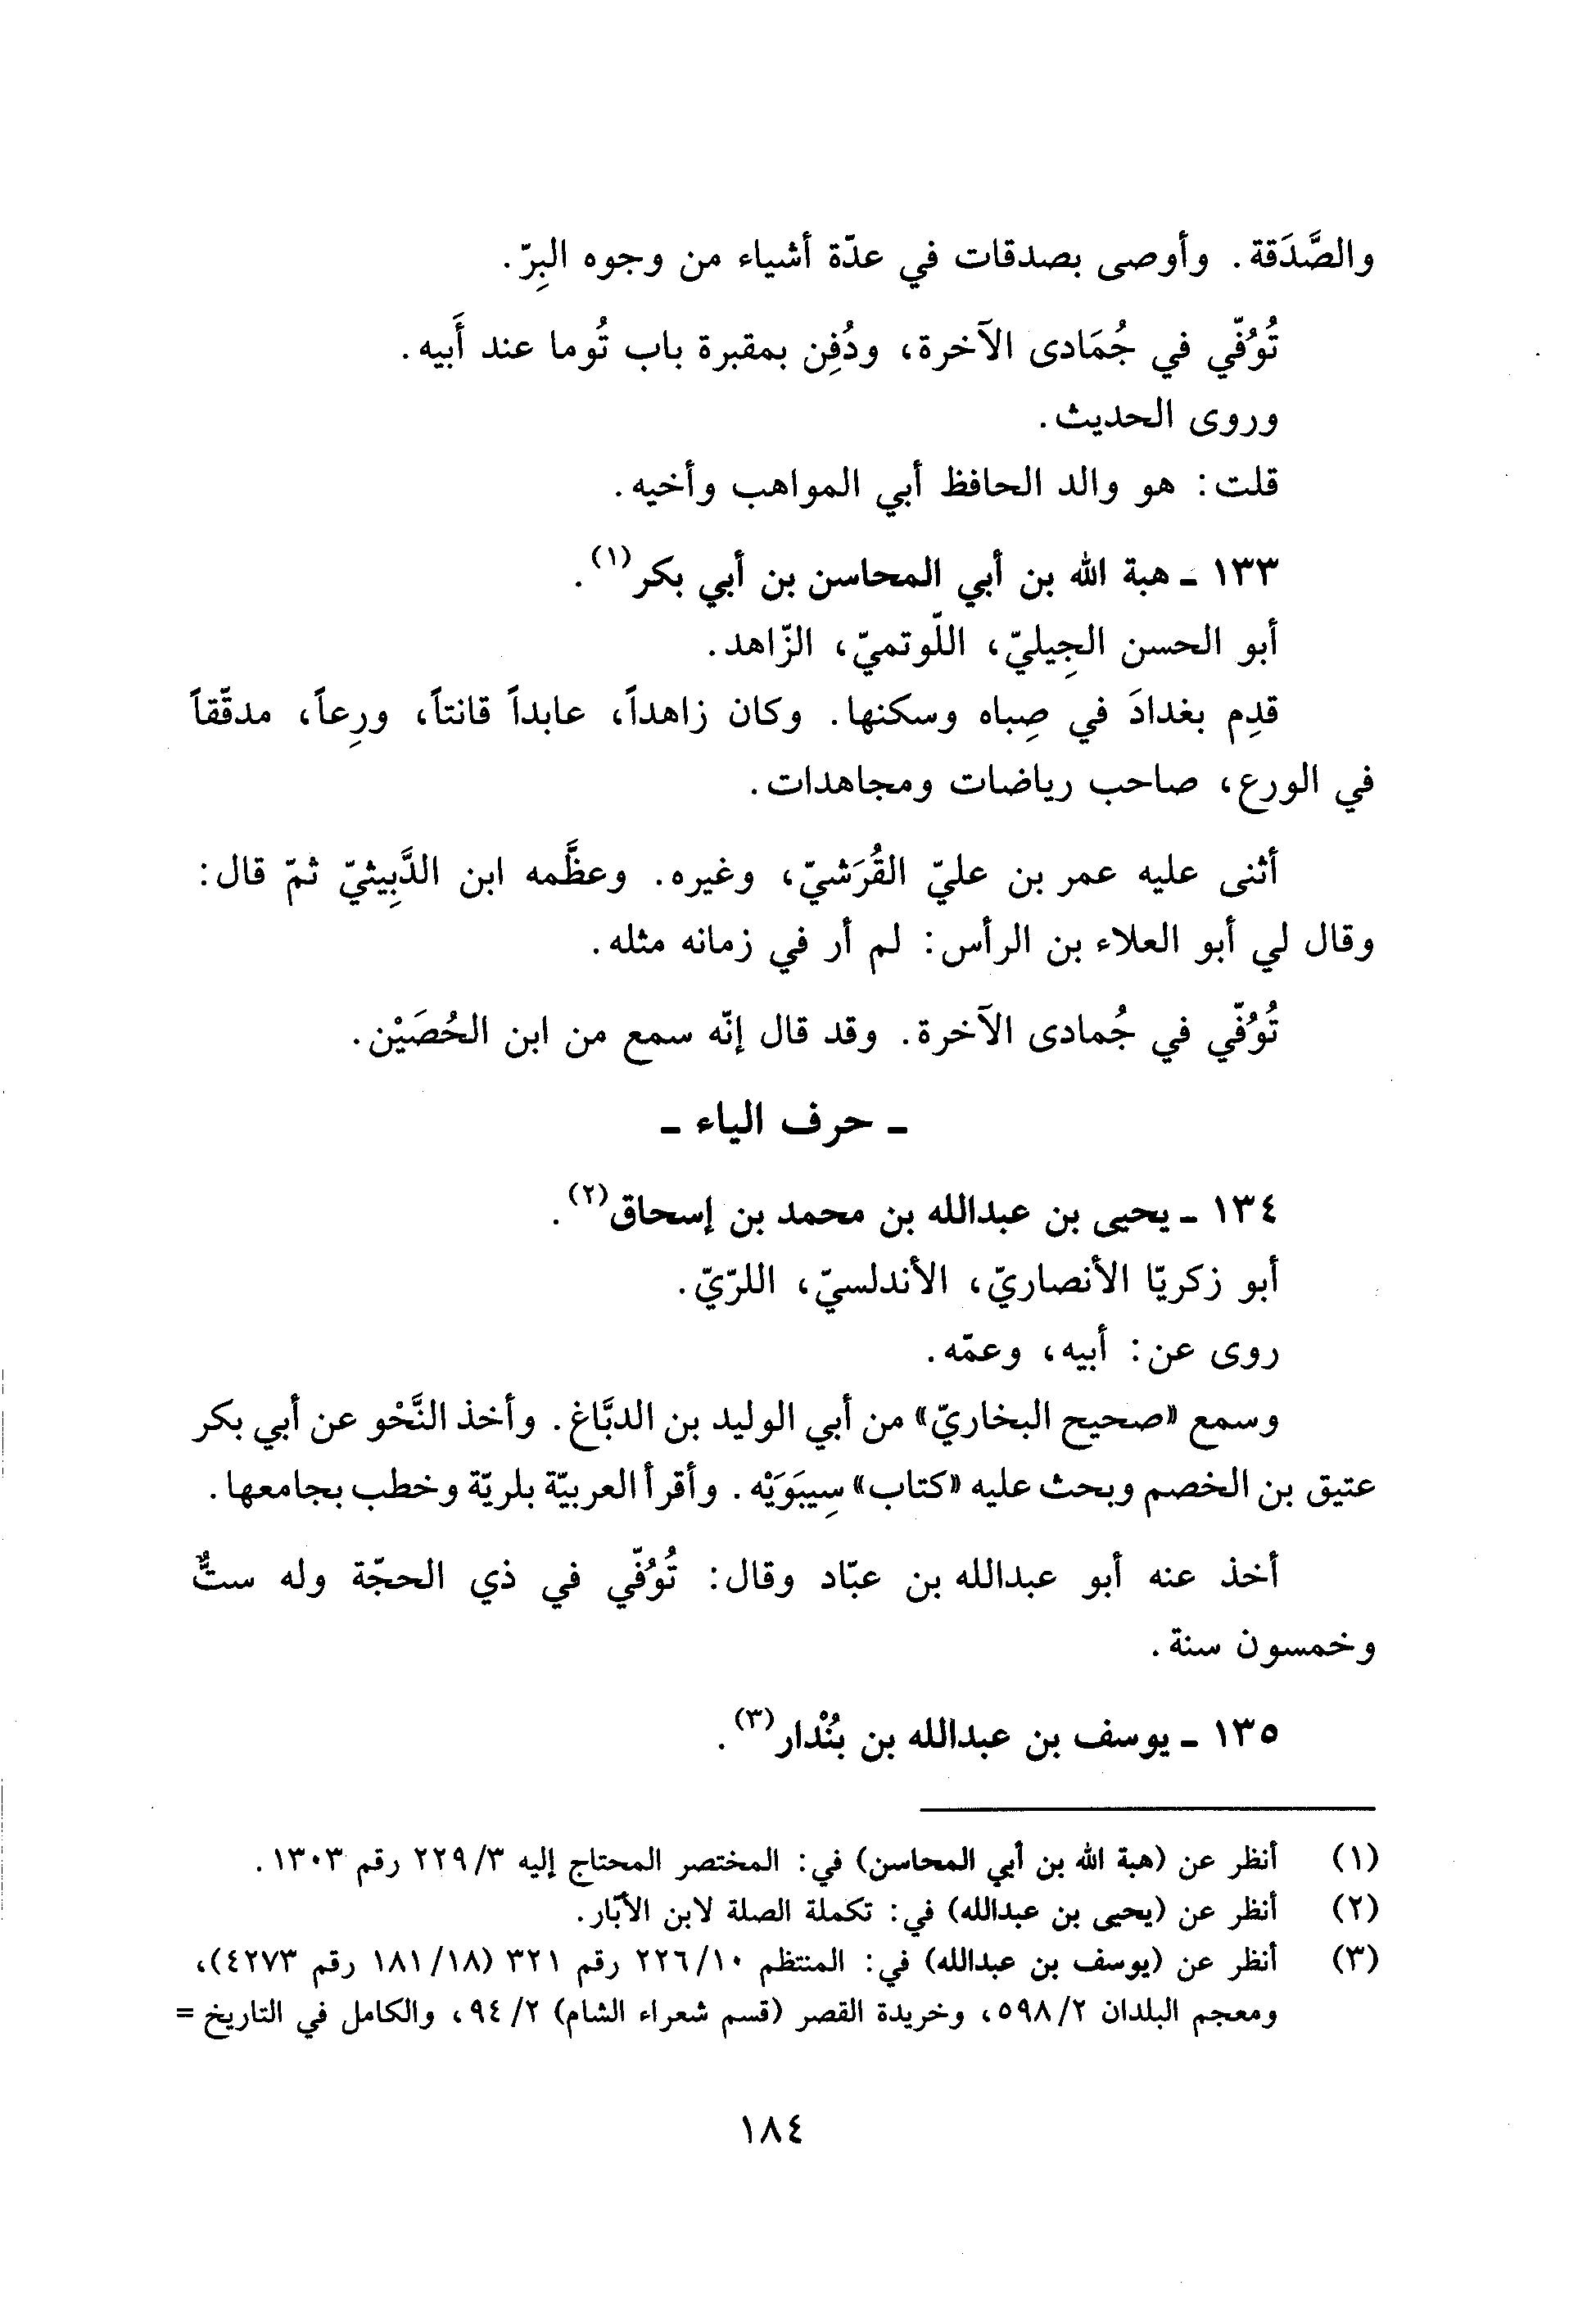 والصَّدَقة. وأوصى بصدقات في عدّة أشياء من وجوه البِرّ.
تُوُفّي في جُمَادى الآخرة، ودُفِن بمقبرة باب تُوما عند أَبيه.
وروى الحديث.
قلت: هو والد الحافظ أبي المواهب وأخيه.
١٣٣ - هبة الله بن أبي المحاسن بن أبي بكر(١).
أبو الحسن الجِيليّ، اللّوتميّ، الزّاهد.
قدِم بغدادَ في صِباه وسكنها. وكان زاهداً، عابداً قانتاً، ورِعاً، مدقّقاً
في الورع، صاحب رياضات ومجاهدات.
أثنى عليه عمر بن عليّ القُرَشيّ، وغيره. وعظَّمه ابن الدَّبِيثيّ ثمّ قال:
وقال لي أبو العلاء بن الرأس: لم أر في زمانه مثله.
تُوُفّي في جُمادى الآخرة. وقد قال إنّه سمع من ابن الحُصَيْن.
- حرف الياء -
١٣٤ - يحيى بن عبدالله بن محمد بن إسحاق(٢).
أبو زكريّا الأنصاريّ، الأندلسيّ، اللرّيّ.
روى عن: أبيه، وعمّه.
وسمع «صحيح البخاريّ» من أبي الوليد بن الدبَّاغ. وأخذ النَّحْو عن أبي بكر
عتيق بن الخصم وبحث عليه «كتاب» سِيبَوَيْه. وأقرأ العربيّة بلريّة وخطب بجامعها.
أخذ عنه أبو عبدالله بن عبّاد وقال: تُوُفّي في ذي الحجّة وله ستٌّ
وخمسون سنة.
١٣٥ - يوسف بن عبدالله بن بُنْدار(٣).
(١) أنظر عن (هبة الله بن أبي المحاسن) في: المختصر المحتاج إليه ٢٢٩/٣ رقم ١٣٠٣.
(٢) أنظر عن (يحيى بن عبدالله) في: تكملة الصلة لابن الأبّار.
(٣) أنظر عن (يوسف بن عبدالله) في: المنتظم ٢٢٦/١٠ رقم ٣٢١ (١٨١/١٨ رقم ٤٢٧٣)،
ومعجم البلدان ٥٩٨/٢، وخريدة القصر (قسم شعراء الشام) ٩٤/٢، والكامل في التاريخ =
١٨٤